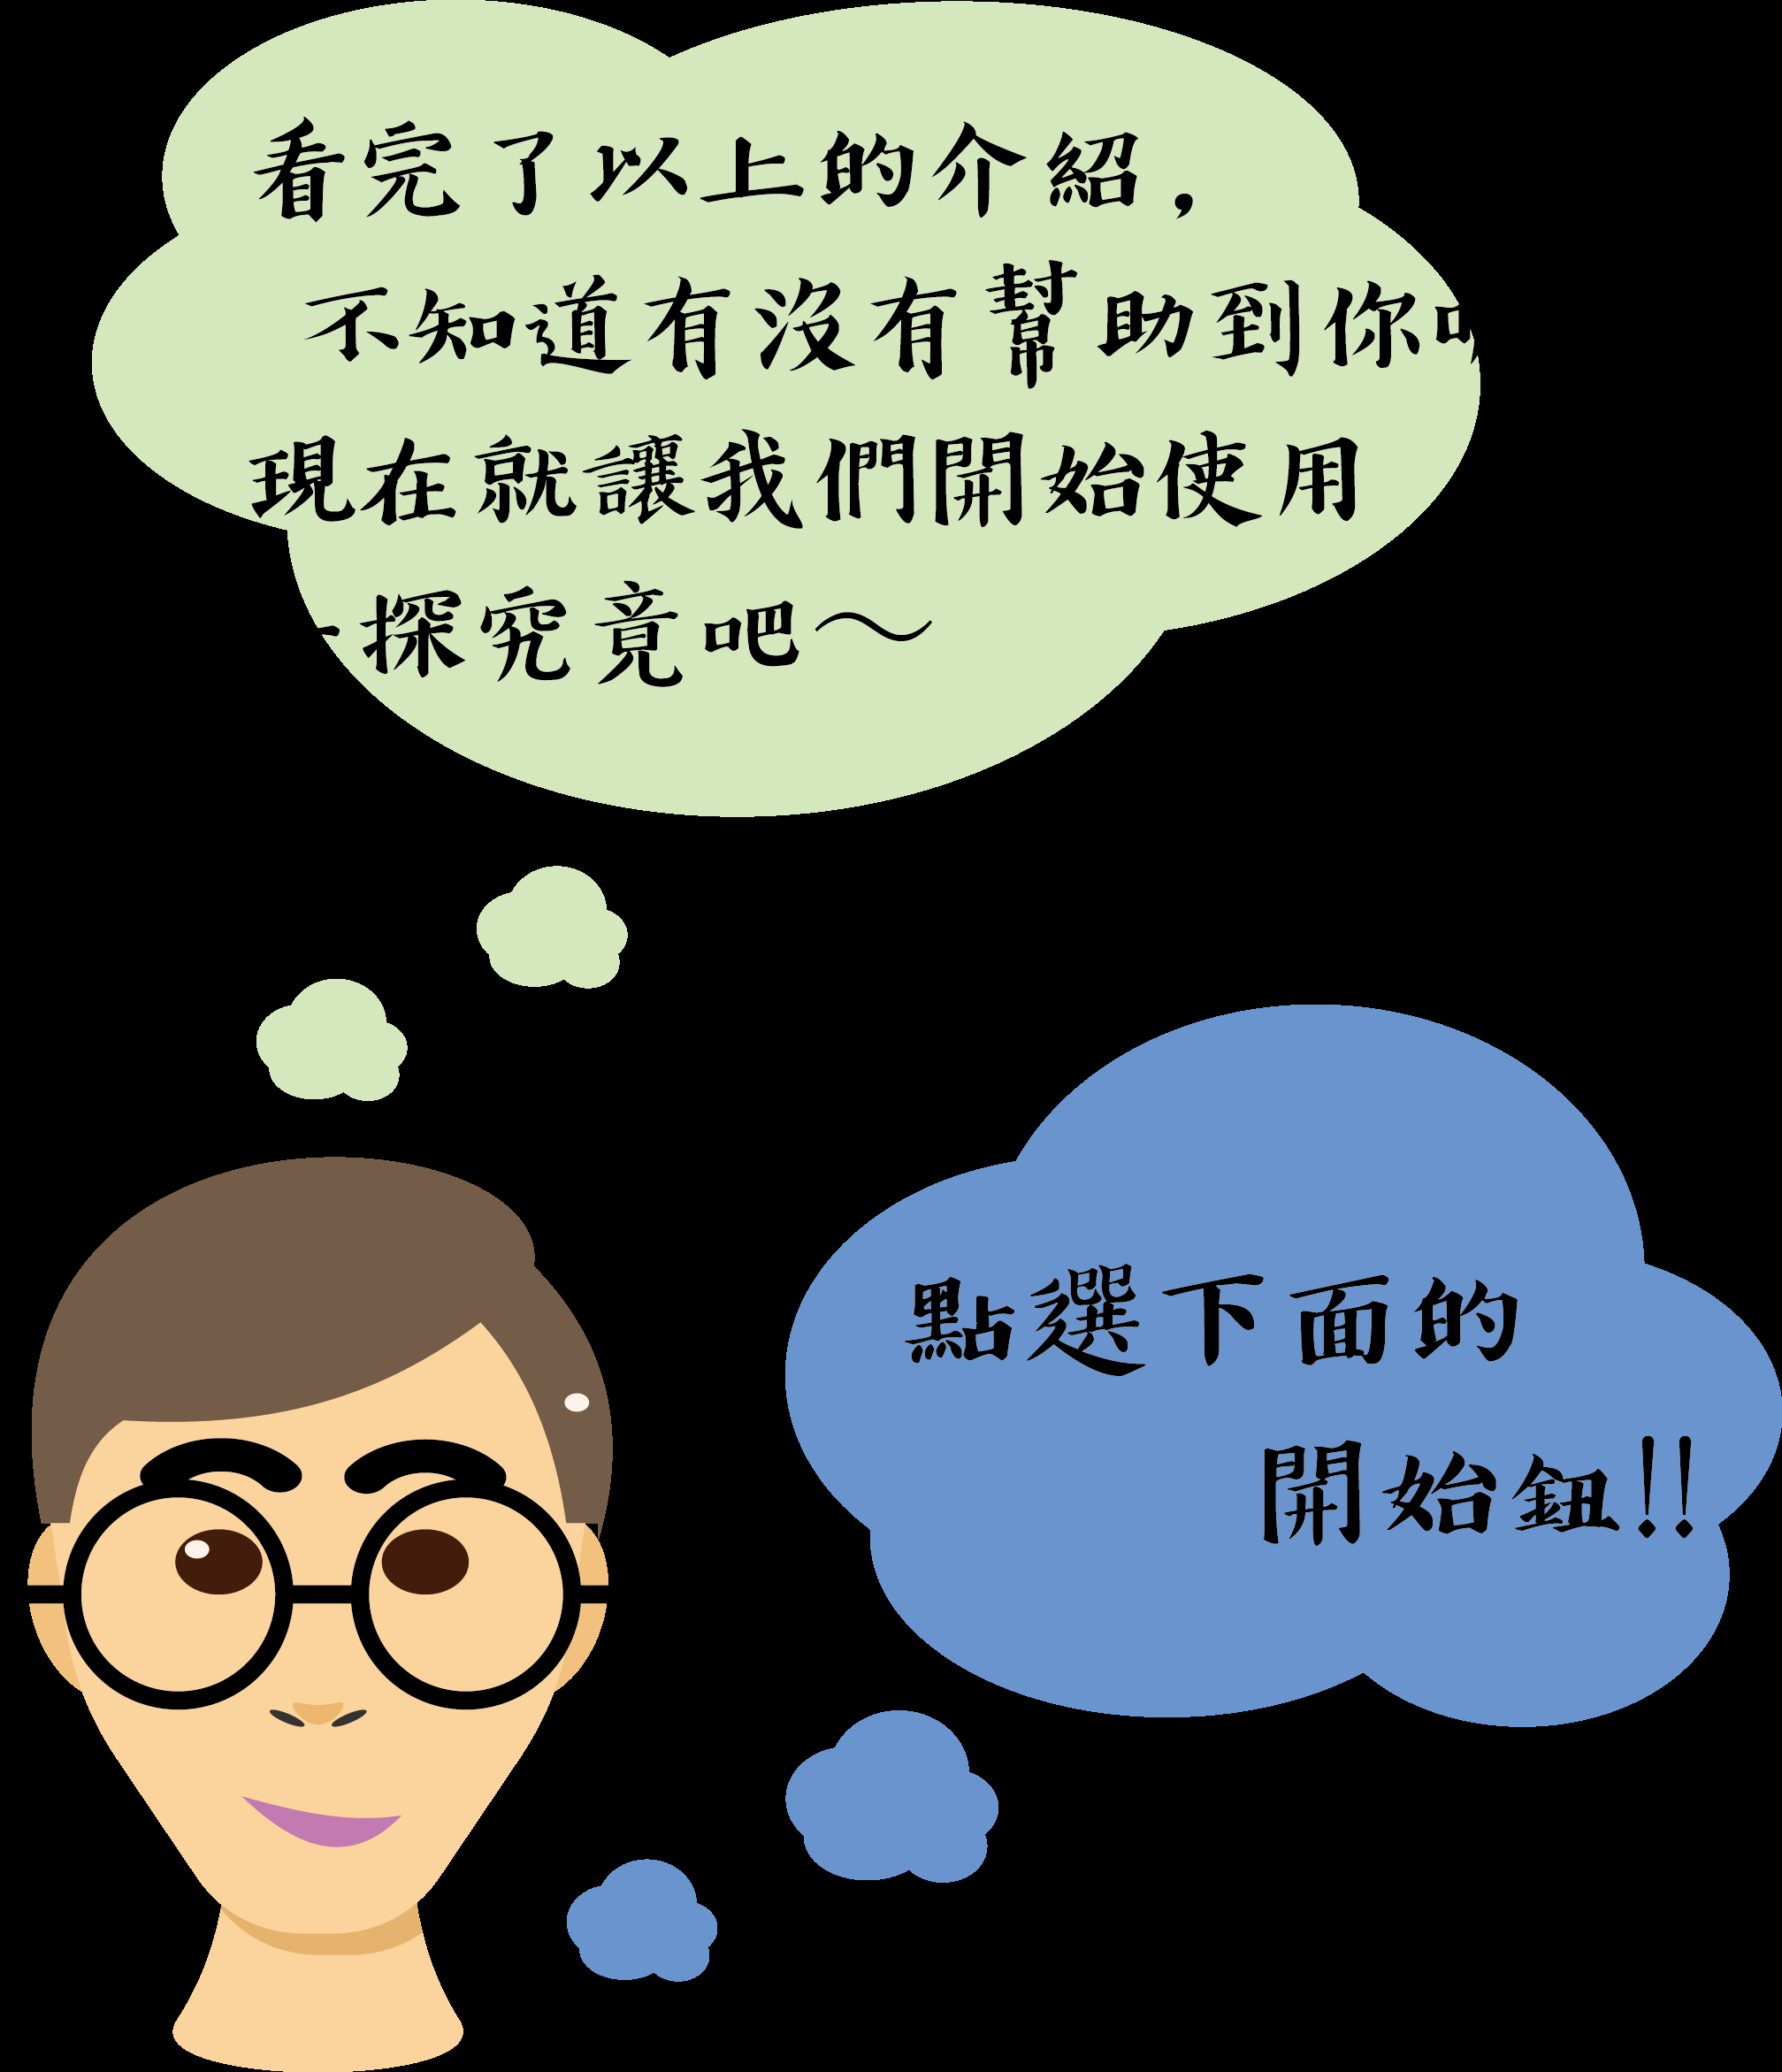 看完了以上的介紹，
不知道有沒有幫助到你
現在就讓我們開始使用
探究竟吧～
點選下面的
開始鈕!!